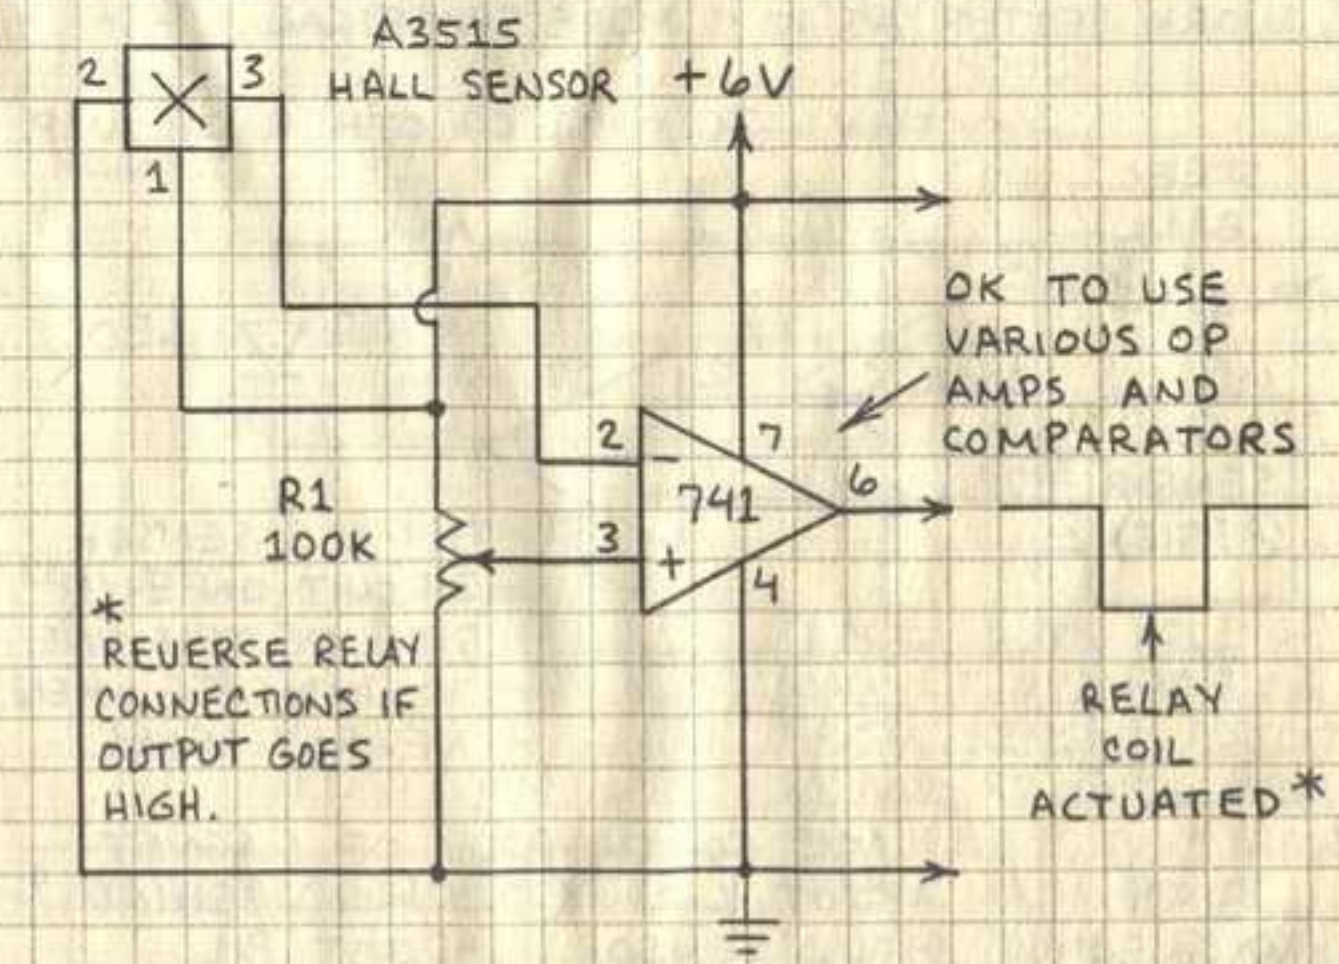 A3515
HALL SENSOR
+6V
2
3
1
OK TO USE
VARIOUS OP
AMPS AND
COMPARATORS
2
-
7
741
6
R1
100K
3
+
4
*
REVERSE RELAY
CONNECTIONS IF
OUTPUT GOES
HIGH.
RELAY
COIL
ACTUATED*